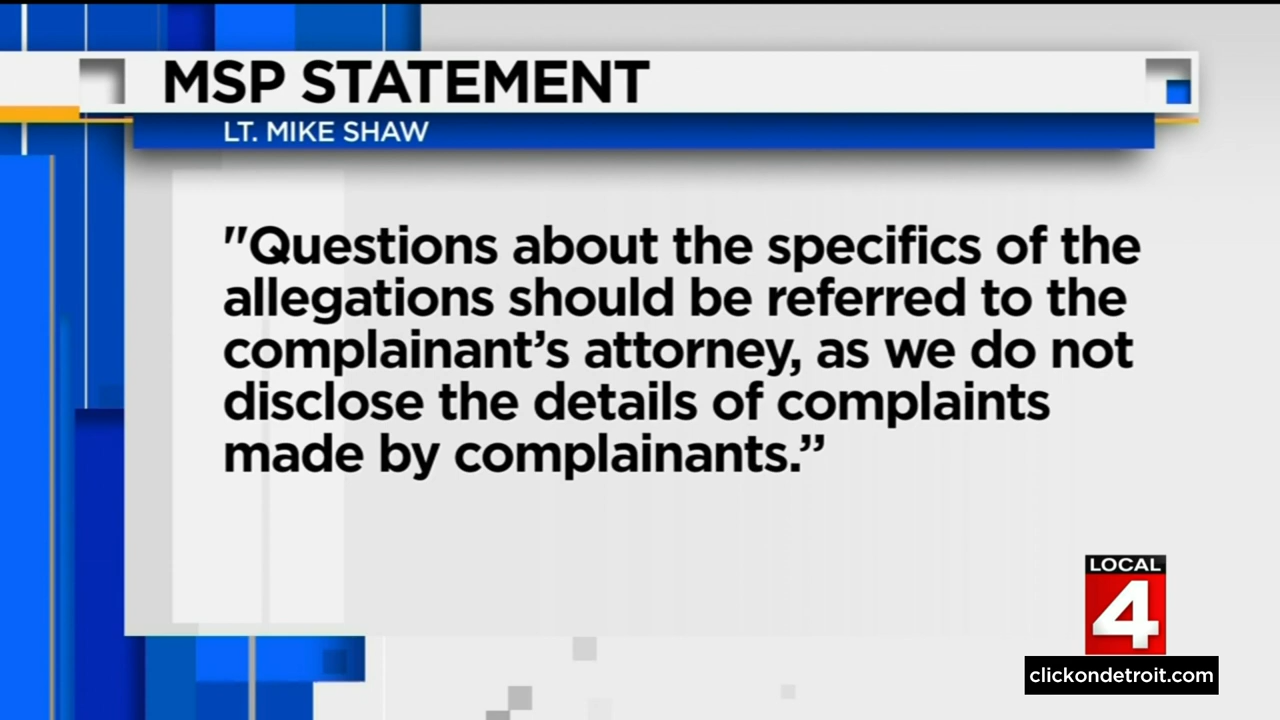 MSP STATEMENT
LT. MIKE SHAW
"Questions about the specifics of the
allegations should be referred to the
complainant’s attorney, as we do not
disclose the details of complaints
made by complainants.”
LOCAL
4
clickondetroit.com